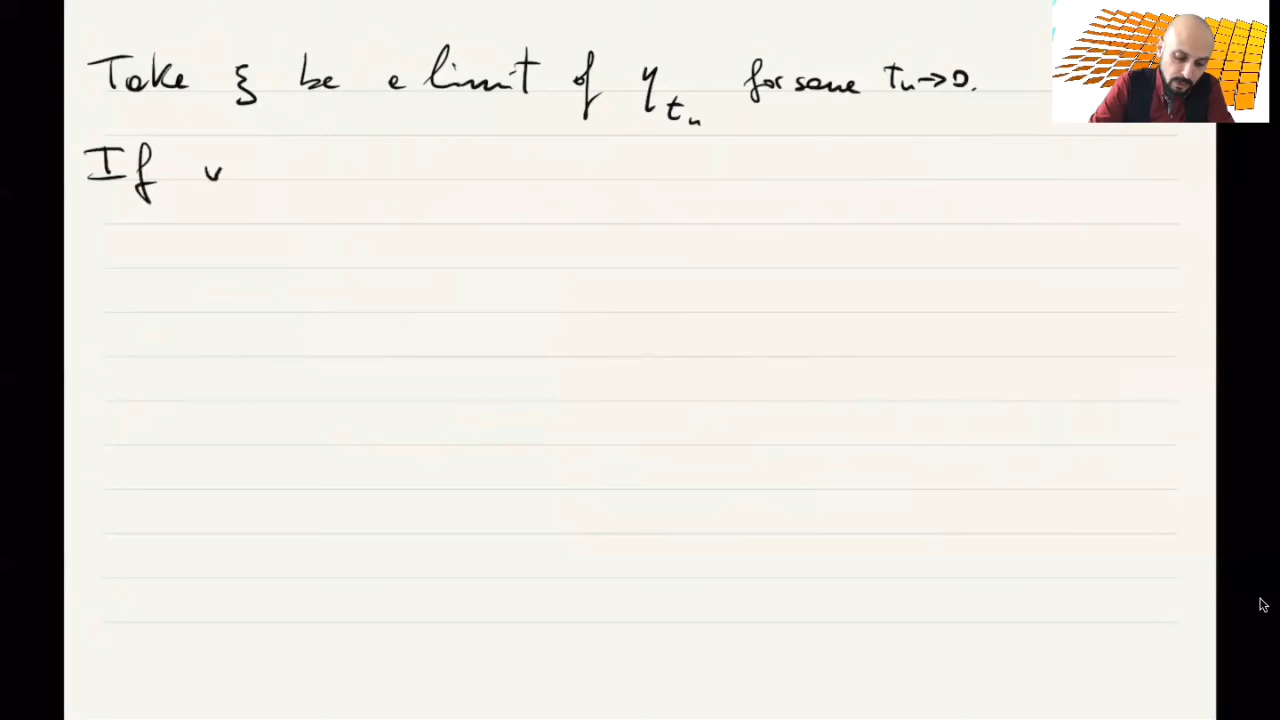 Take ξ be a limit of η_{t_n} for some t_n → 0.
If v